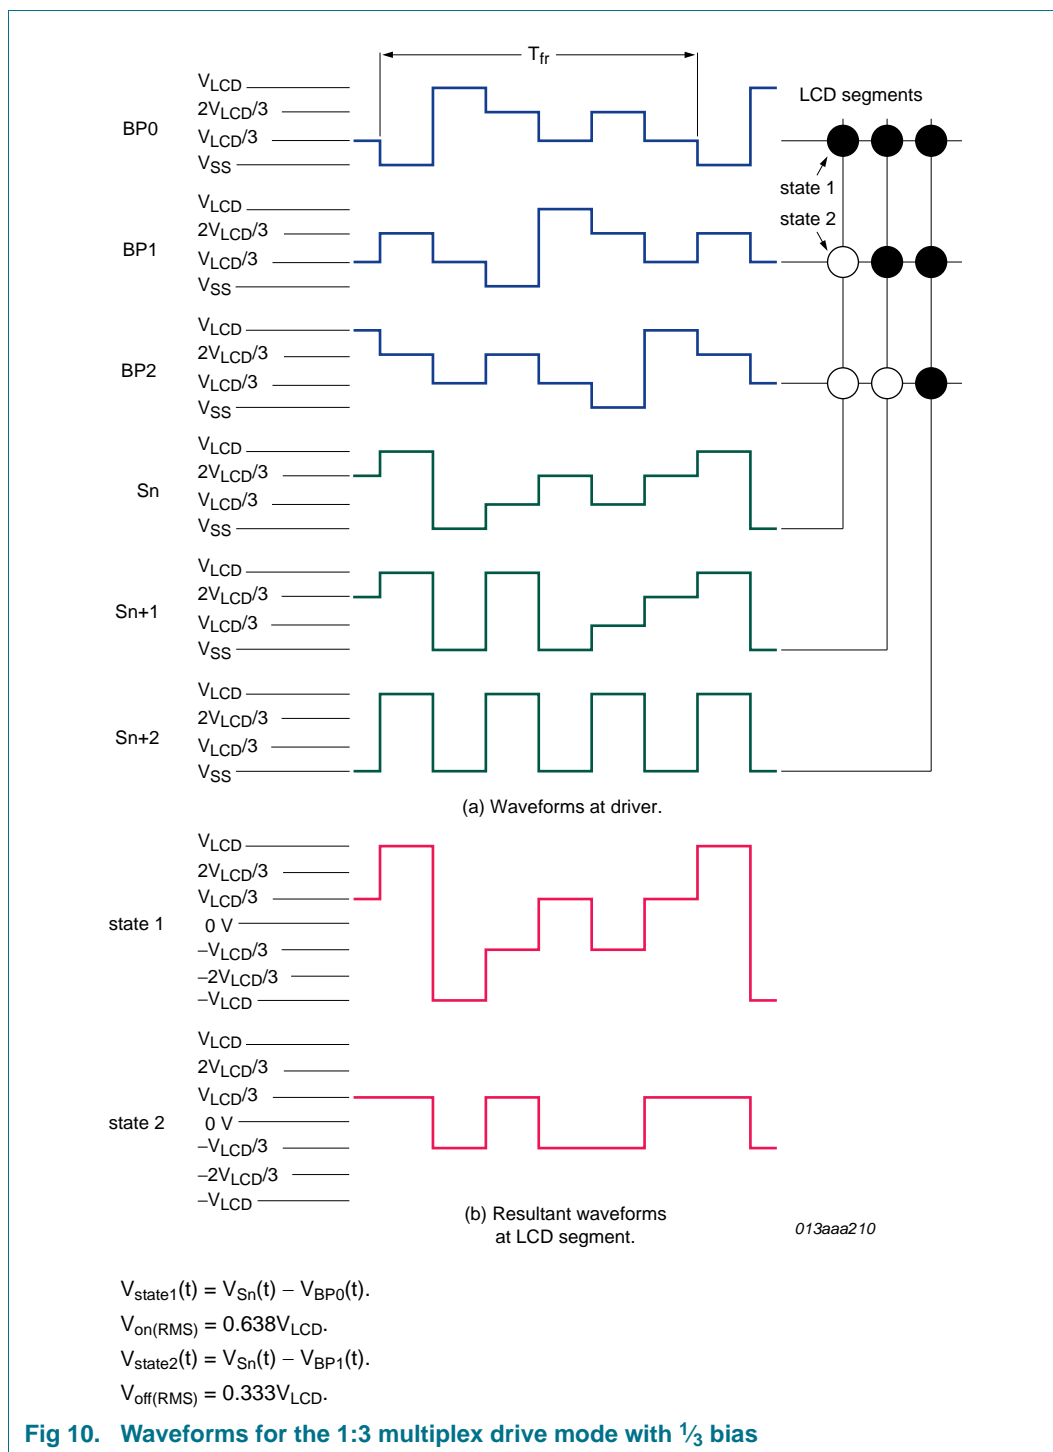 Tfr
VLCD
2VLCD/3
BP0
VLCD/3
VSS
LCD segments
state 1
state 2
VLCD
2VLCD/3
BP1
VLCD/3
VSS
VLCD
2VLCD/3
BP2
VLCD/3
VSS
VLCD
2VLCD/3
Sn
VLCD/3
VSS
VLCD
2VLCD/3
Sn+1
VLCD/3
VSS
VLCD
2VLCD/3
Sn+2
VLCD/3
VSS
(a) Waveforms at driver.
VLCD
2VLCD/3
VLCD/3
state 1
0 V
−VLCD/3
−2VLCD/3
−VLCD
VLCD
2VLCD/3
VLCD/3
state 2
0 V
−VLCD/3
−2VLCD/3
−VLCD
(b) Resultant waveforms
at LCD segment.
013aaa210
Vstate1(t) = VSn(t) − VBP0(t).
Von(RMS) = 0.638VLCD.
Vstate2(t) = VSn(t) − VBP1(t).
Voff(RMS) = 0.333VLCD.
Fig 10. Waveforms for the 1:3 multiplex drive mode with 1⁄3 bias